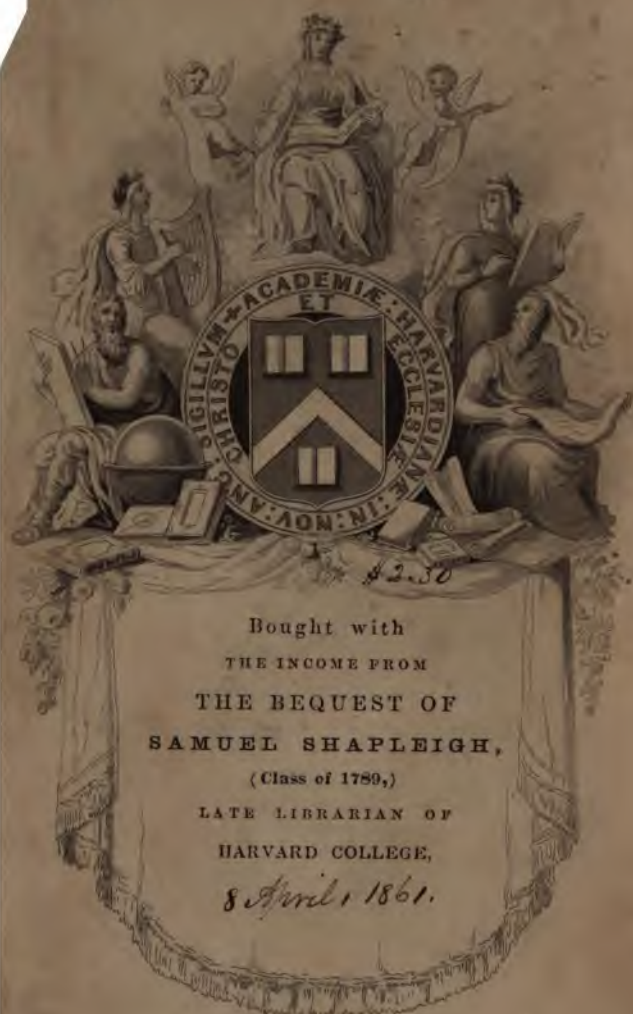 SIGILLVM ✢ ACADEMIÆ : HARVARDIANÆ : IN : NOV : ANG :
CHRISTO ET ECCLESIÆ
$2.50
Bought with
THE INCOME FROM
THE BEQUEST OF
SAMUEL SHAPLEIGH,
(Class of 1789,)
LATE LIBRARIAN OF
HARVARD COLLEGE,
8 April, 1861.